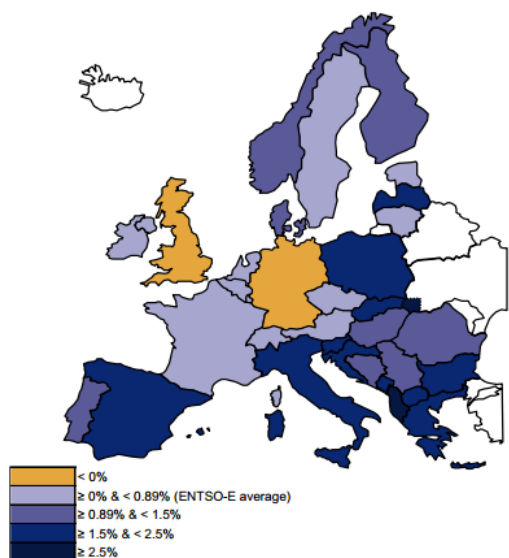 < 0%
≥ 0% & < 0.89% (ENTSO-E average)
≥ 0.89% & < 1.5%
≥ 1.5% & < 2.5%
≥ 2.5%